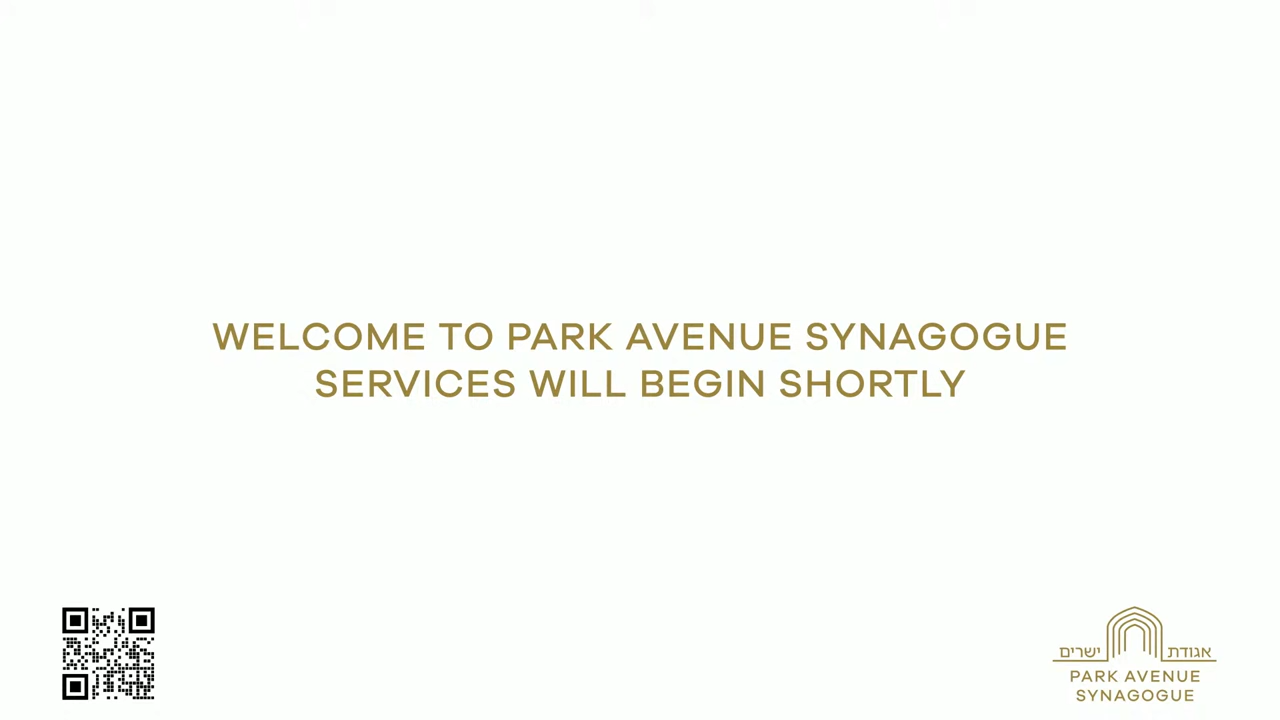 WELCOME TO PARK AVENUE SYNAGOGUE
SERVICES WILL BEGIN SHORTLY
אגודת ישרים
PARK AVENUE
SYNAGOGUE